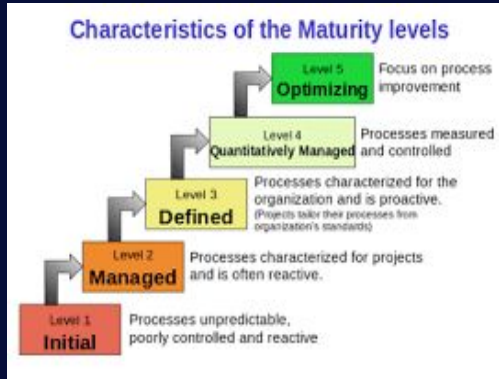 Characteristics of the Maturity levels
Level 5
Optimizing
Focus on process
improvement
Level 4
Quantitatively Managed
Processes measured
and controlled
Level 3
Defined
Processes characterized for the
organization and is proactive.
(Projects tailor their processes from
organization's standards)
Level 2
Managed
Processes characterized for projects
and is often reactive.
Level 1
Initial
Processes unpredictable,
poorly controlled and reactive